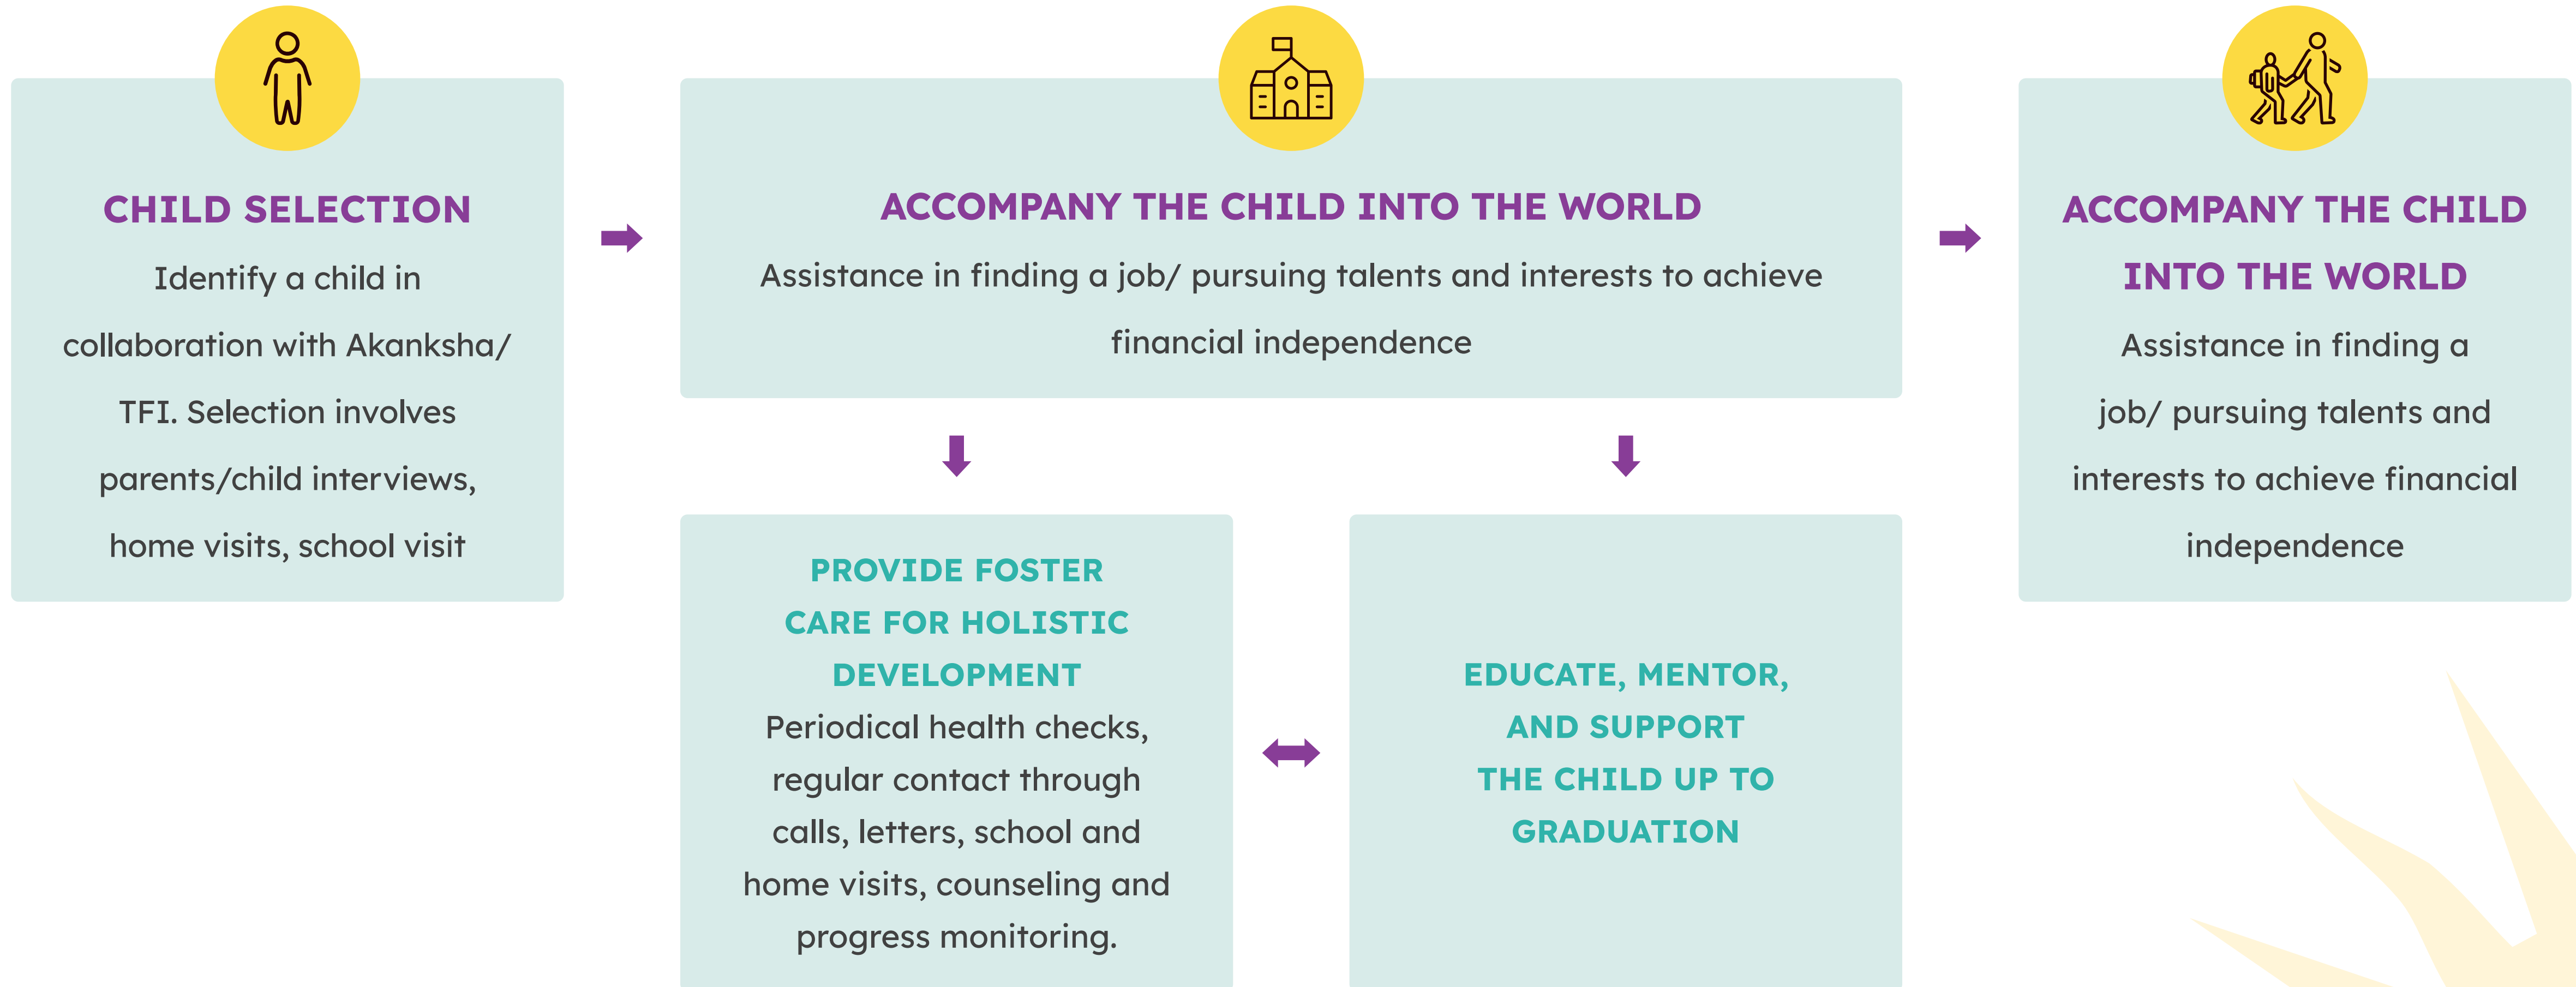 CHILD SELECTION
Identify a child in
collaboration with Akanksha/
TFI. Selection involves
parents/child interviews,
home visits, school visit
ACCOMPANY THE CHILD INTO THE WORLD
Assistance in finding a job/ pursuing talents and interests to achieve
financial independence
PROVIDE FOSTER
CARE FOR HOLISTIC
DEVELOPMENT
Periodical health checks,
regular contact through
calls, letters, school and
home visits, counseling and
progress monitoring.
EDUCATE, MENTOR,
AND SUPPORT
THE CHILD UP TO
GRADUATION
ACCOMPANY THE CHILD
INTO THE WORLD
Assistance in finding a
job/ pursuing talents and
interests to achieve financial
independence